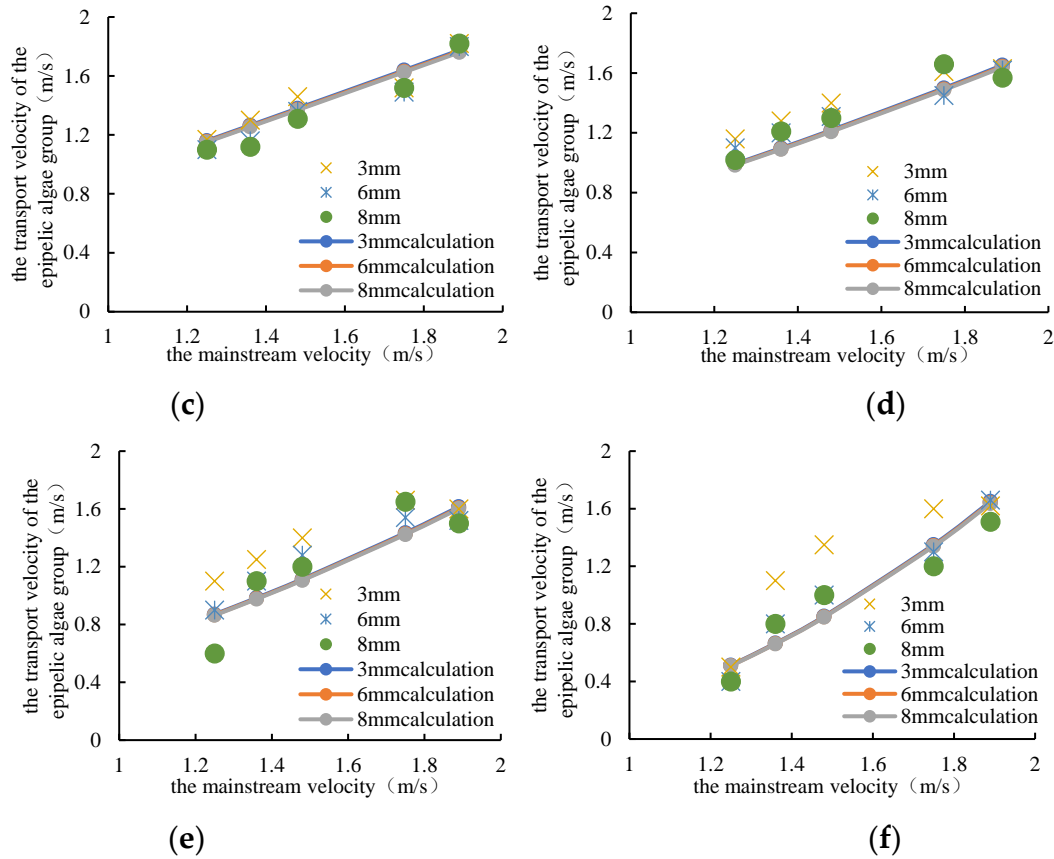 the transport velocity of the
epipelic algae group（m/s）
2
1.6
1.2
0.8
0.4
0
3mm
6mm
8mm
3mmcalculation
6mmcalculation
8mmcalculation
1
1.2
1.4
1.6
1.8
2
the mainstream velocity（m/s）
(c)
the transport velocity of the
epipelic algae group（m/s）
2
1.6
1.2
0.8
0.4
0
3mm
6mm
8mm
3mmcalculation
6mmcalculation
8mmcalculation
1
1.2
1.4
1.6
1.8
2
the mainstream velocity（m/s）
(d)
the transport velocity of the
epipelic algae group（m/s）
2
1.6
1.2
0.8
0.4
0
3mm
6mm
8mm
3mmcalculation
6mmcalculation
8mmcalculation
1
1.2
1.4
1.6
1.8
2
the mainstream velocity（m/s）
(e)
the transport velocity of the
epipelic algae group（m/s）
2
1.6
1.2
0.8
0.4
0
3mm
6mm
8mm
3mmcalculation
6mmcalculation
8mmcalculation
1
1.2
1.4
1.6
1.8
2
the mainstream velocity（m/s）
(f)